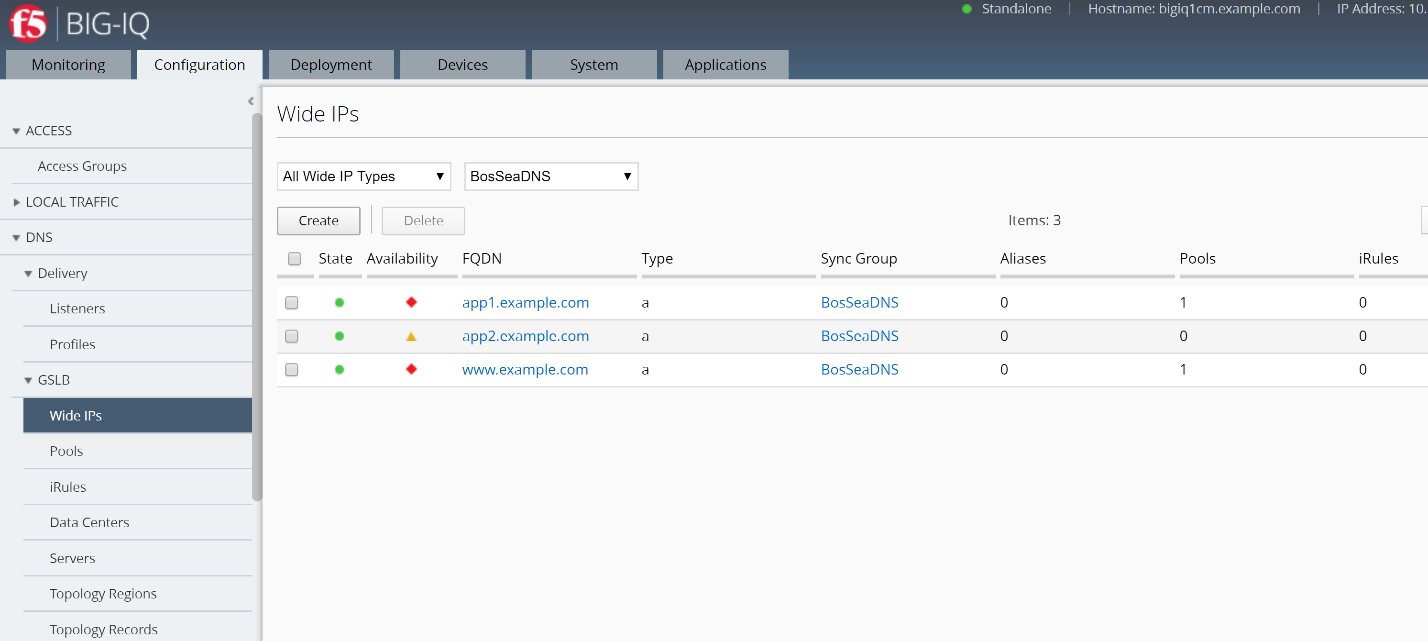 f5 BIG-IQ
Standalone | Hostname: bigiq1cm.example.com | IP Address: 10.
Monitoring Configuration Deployment Devices System Applications
Wide IPs
ACCESS
Access Groups
LOCAL TRAFFIC
DNS
Delivery
Listeners
Profiles
GSLB
Wide IPs
Pools
iRules
Data Centers
Servers
Topology Regions
Topology Records
All Wide IP Types BosSeaDNS
Create Delete Items: 3
State Availability FQDN Type Sync Group Aliases Pools iRules
app1.example.com a BosSeaDNS 0 1 0
app2.example.com a BosSeaDNS 0 0 0
www.example.com a BosSeaDNS 0 1 0